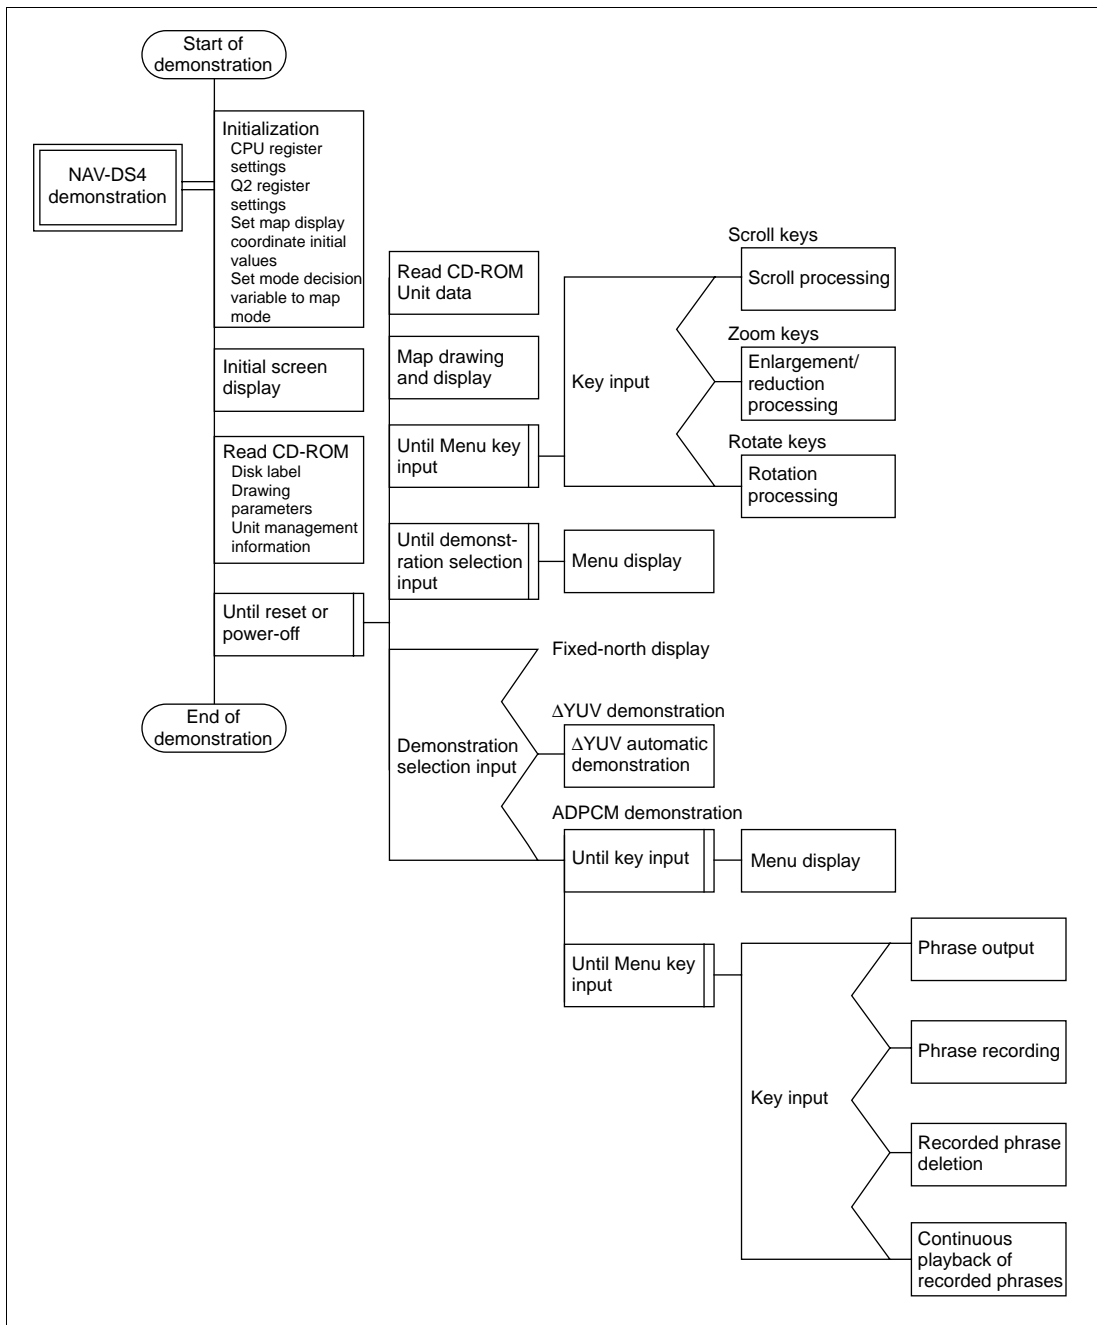 Start of
demonstration
NAV-DS4
demonstration
Initialization
CPU register
settings
Q2 register
settings
Set map display
coordinate initial
values
Set mode decision
variable to map
mode
Initial screen
display
Read CD-ROM
Disk label
Drawing
parameters
Unit management
information
Until reset or
power-off
End of
demonstration
Read CD-ROM
Unit data
Map drawing
and display
Until Menu key
input
Key input
Scroll keys
Scroll processing
Zoom keys
Enlargement/
reduction
processing
Rotate keys
Rotation
processing
Until demonst-
ration selection
input
Menu display
Demonstration
selection input
Fixed-north display
ΔYUV demonstration
ΔYUV automatic
demonstration
ADPCM demonstration
Until key input
Menu display
Until Menu key
input
Key input
Phrase output
Phrase recording
Recorded phrase
deletion
Continuous
playback of
recorded phrases